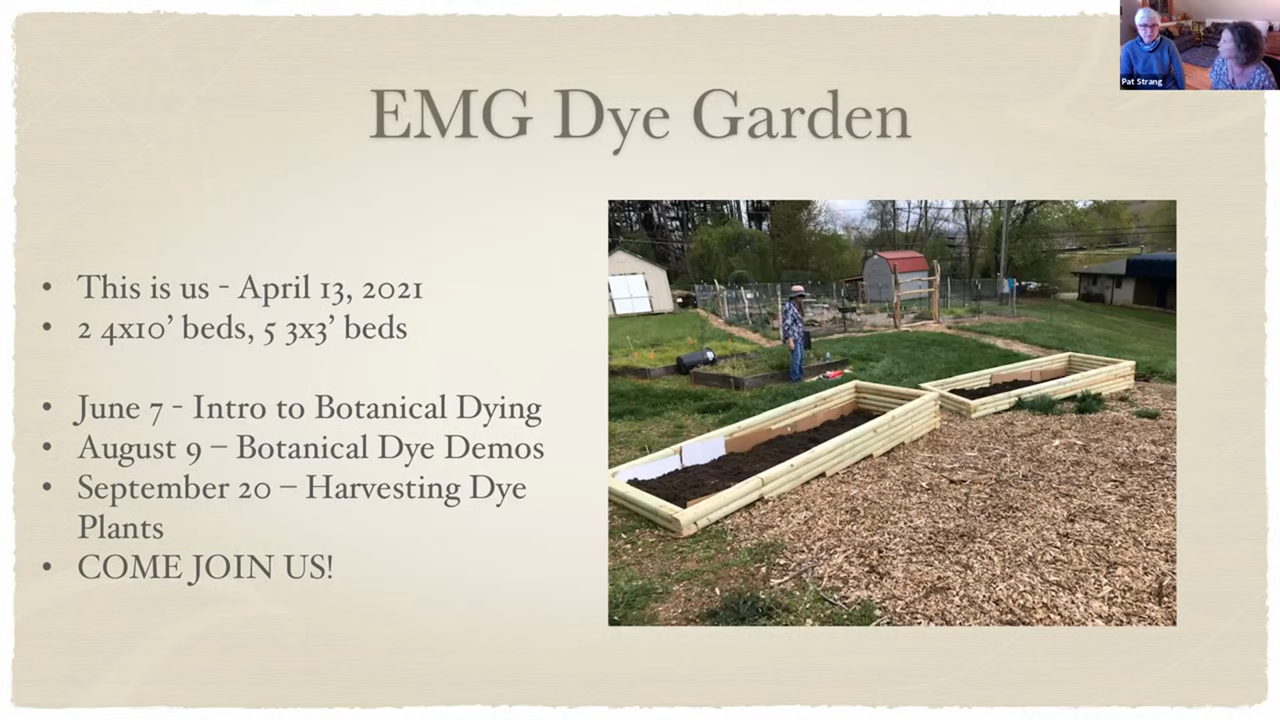 Pat Strang
EMG Dye Garden
• This is us - April 13, 2021
• 2 4x10’ beds, 5 3x3’ beds
• June 7 - Intro to Botanical Dying
• August 9 – Botanical Dye Demos
• September 20 – Harvesting Dye
Plants
• COME JOIN US!